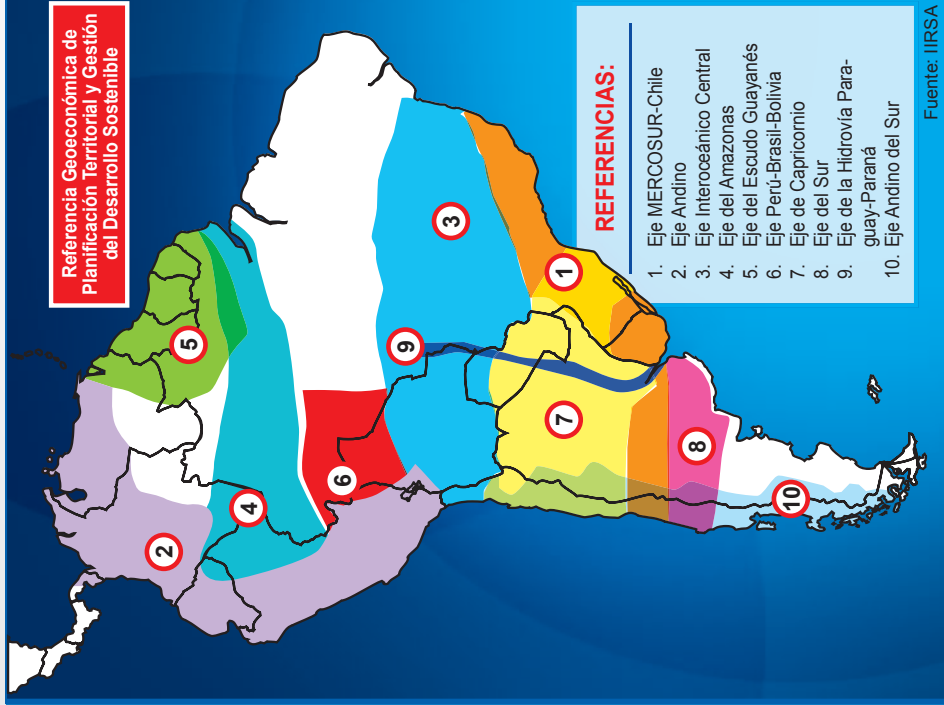 Referencia Geoeconómica de
Planificación Territorial y Gestión
del Desarrollo Sostenible
5
2
4
6
9
3
7
1
8
10
REFERENCIAS:
1. Eje MERCOSUR-Chile
2. Eje Andino
3. Eje Interoceánico Central
4. Eje del Amazonas
5. Eje del Escudo Guayanés
6. Eje Perú-Brasil-Bolivia
7. Eje de Capricornio
8. Eje del Sur
9. Eje de la Hidrovía Para-
guay-Paraná
10. Eje Andino del Sur
Fuente: IIRSA